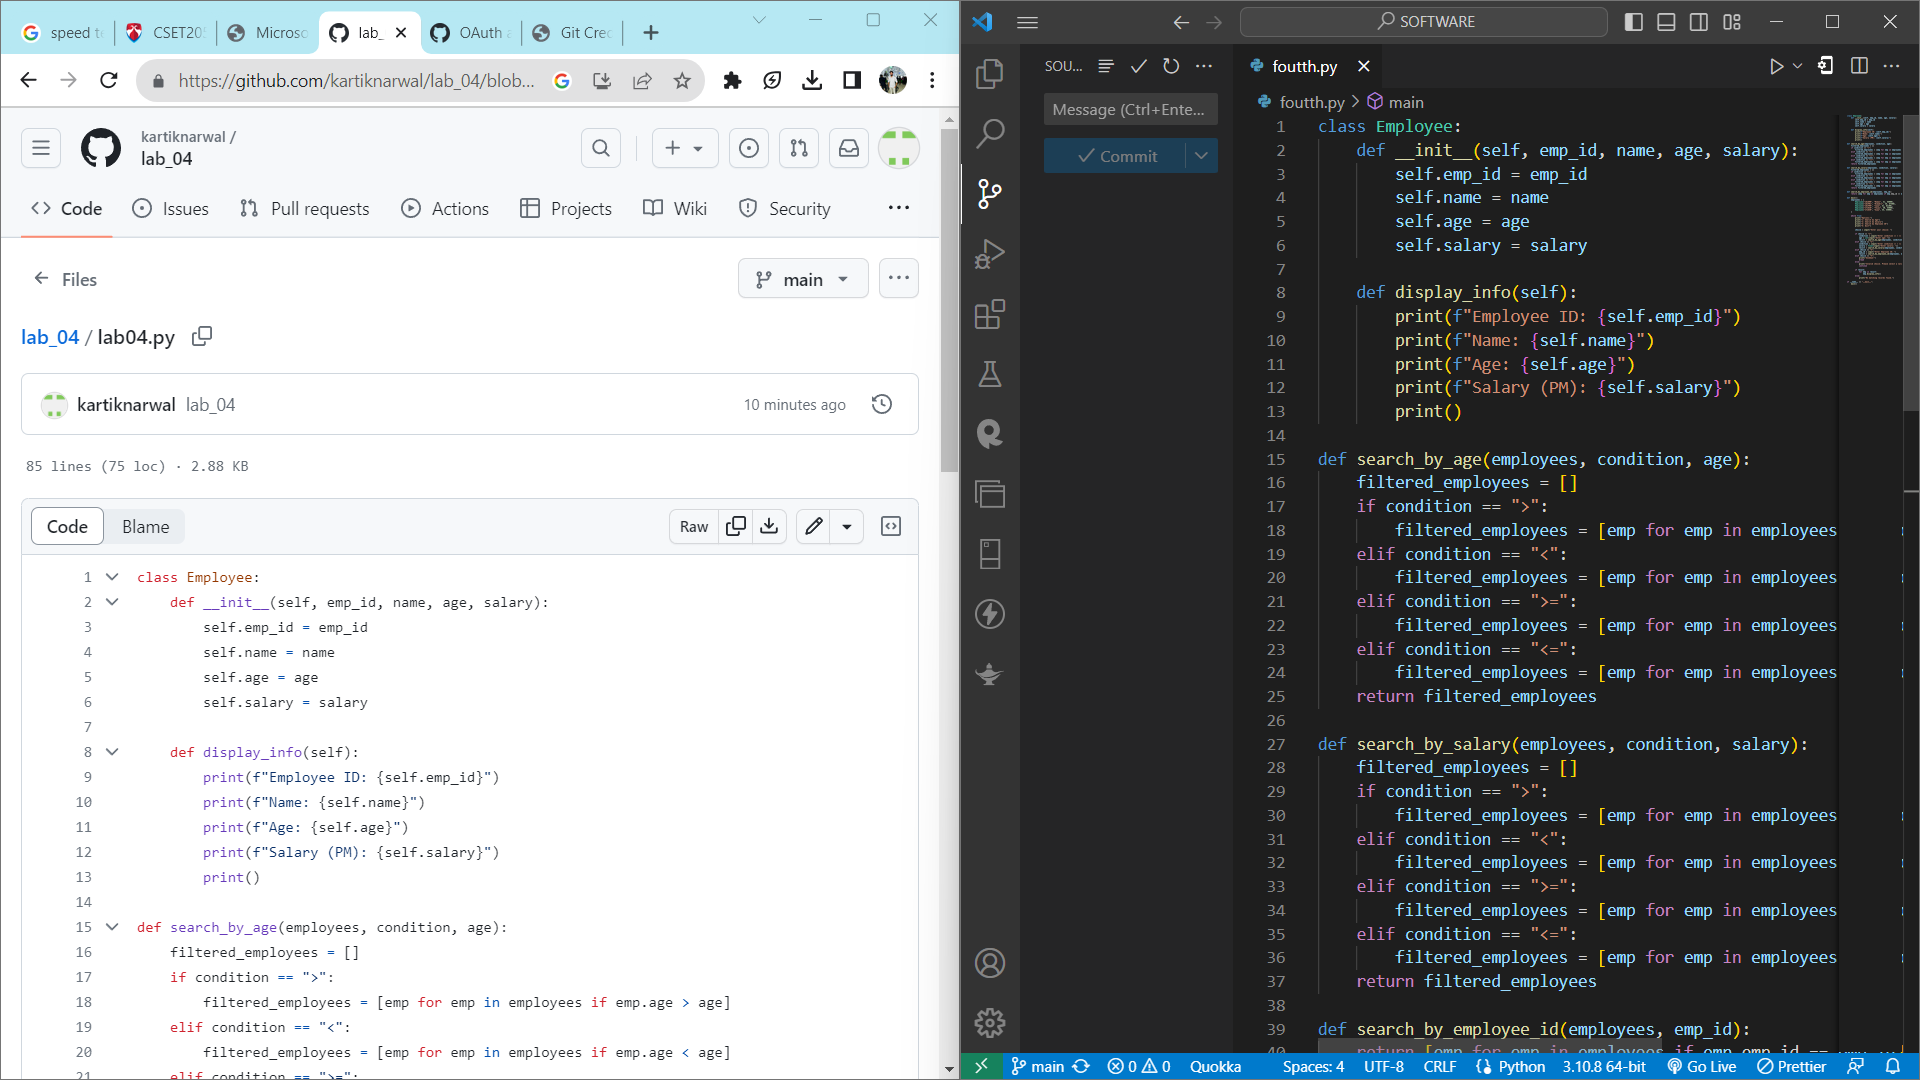 speed te
CSET20
Microso
lab_
OAuth a
Git Cred
https://github.com/kartiknarwal/lab_04/blob...
kartiknarwal /
lab_04
Code
Issues
Pull requests
Actions
Projects
Wiki
Security
Files
main
lab_04 / lab04.py
kartiknarwal lab_04
10 minutes ago
85 lines (75 loc) · 2.88 KB
Code
Blame
Raw
1 class Employee:
2 def __init__(self, emp_id, name, age, salary):
3 self.emp_id = emp_id
4 self.name = name
5 self.age = age
6 self.salary = salary
7
8 def display_info(self):
9 print(f"Employee ID: {self.emp_id}")
10 print(f"Name: {self.name}")
11 print(f"Age: {self.age}")
12 print(f"Salary (PM): {self.salary}")
13 print()
14
15 def search_by_age(employees, condition, age):
16 filtered_employees = []
17 if condition == ">":
18 filtered_employees = [emp for emp in employees if emp.age > age]
19 elif condition == "<":
20 filtered_employees = [emp for emp in employees if emp.age < age]
21 elif condition == ">=":
SOFTWARE
SOU...
Message (Ctrl+Ente...
Commit
foutth.py
foutth.py > main
1 class Employee:
2 def __init__(self, emp_id, name, age, salary):
3 self.emp_id = emp_id
4 self.name = name
5 self.age = age
6 self.salary = salary
7
8 def display_info(self):
9 print(f"Employee ID: {self.emp_id}")
10 print(f"Name: {self.name}")
11 print(f"Age: {self.age}")
12 print(f"Salary (PM): {self.salary}")
13 print()
14
15 def search_by_age(employees, condition, age):
16 filtered_employees = []
17 if condition == ">":
18 filtered_employees = [emp for emp in employees
19 elif condition == "<":
20 filtered_employees = [emp for emp in employees
21 elif condition == ">=":
22 filtered_employees = [emp for emp in employees
23 elif condition == "<=":
24 filtered_employees = [emp for emp in employees
25 return filtered_employees
26
27 def search_by_salary(employees, condition, salary):
28 filtered_employees = []
29 if condition == ">":
30 filtered_employees = [emp for emp in employees
31 elif condition == "<":
32 filtered_employees = [emp for emp in employees
33 elif condition == ">=":
34 filtered_employees = [emp for emp in employees
35 elif condition == "<=":
36 filtered_employees = [emp for emp in employees
37 return filtered_employees
38
39 def search_by_employee_id(employees, emp_id):
40 return [emp for emp in employees if emp.emp_id ==
main
0 0
Quokka
Spaces: 4
UTF-8
CRLF
Python
3.10.8 64-bit
Go Live
Prettier